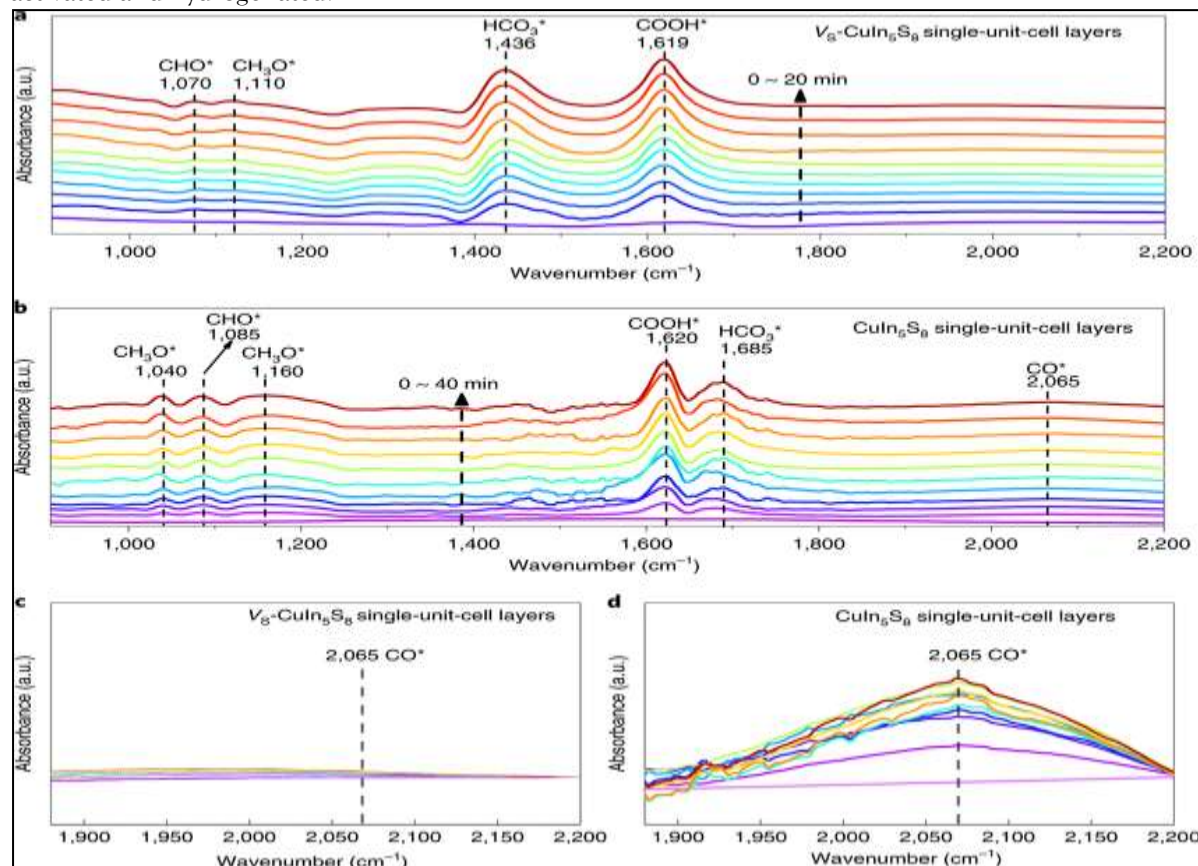 activated and hydrogenated.
a
HCO₃*
1,436
COOH*
1,619
V_S-CuIn₅S₈ single-unit-cell layers
CHO*
1,070
CH₃O*
1,110
0 ~ 20 min
Absorbance (a.u.)
1,000 1,200 1,400 1,600 1,800 2,000 2,200
Wavenumber (cm⁻¹)
b
CHO*
1,085
CH₃O*
1,040
CH₃O*
1,160
0 ~ 40 min
COOH*
1,620
HCO₃*
1,685
CuIn₅S₈ single-unit-cell layers
CO*
2,065
Absorbance (a.u.)
1,000 1,200 1,400 1,600 1,800 2,000 2,200
Wavenumber (cm⁻¹)
c
V_S-CuIn₅S₈ single-unit-cell layers
2,065 CO*
Absorbance (a.u.)
1,900 1,950 2,000 2,050 2,100 2,150 2,200
Wavenumber (cm⁻¹)
d
CuIn₅S₈ single-unit-cell layers
2,065 CO*
Absorbance (a.u.)
1,900 1,950 2,000 2,050 2,100 2,150 2,200
Wavenumber (cm⁻¹)